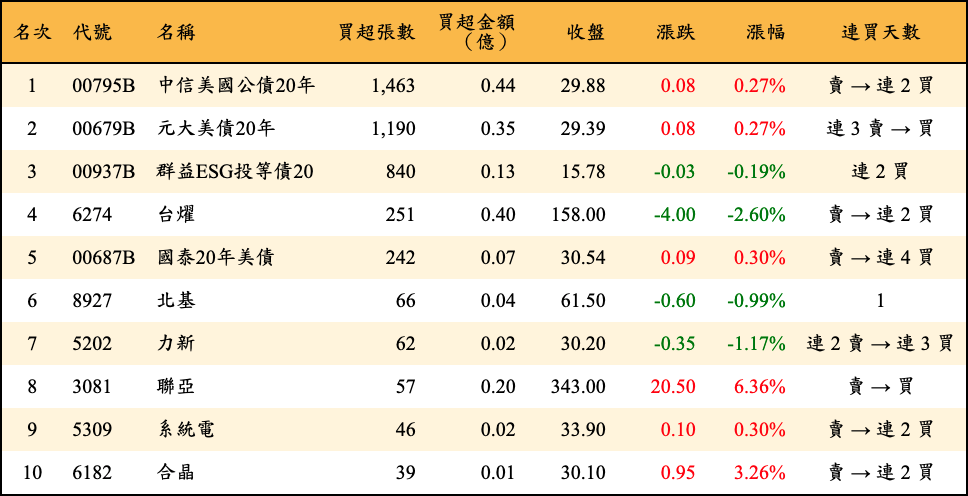 名次 代號 名稱 買超張數 買超金額（億） 收盤 漲跌 漲幅 連買天數
1 00795B 中信美國公債20年 1,463 0.44 29.88 0.08 0.27% 賣→連 2 買
2 00679B 元大美債20年 1,190 0.35 29.39 0.08 0.27% 連 3 賣→買
3 00937B 群益ESG投等債20 840 0.13 15.78 -0.03 -0.19% 連 2 買
4 6274 台燿 251 0.40 158.00 -4.00 -2.60% 賣→連 2 買
5 00687B 國泰20年美債 242 0.07 30.54 0.09 0.30% 賣→連 4 買
6 8927 北基 66 0.04 61.50 -0.60 -0.99% 1
7 5202 力新 62 0.02 30.20 -0.35 -1.17% 連 2 賣→連 3 買
8 3081 聯亞 57 0.20 343.00 20.50 6.36% 賣→買
9 5309 系統電 46 0.02 33.90 0.10 0.30% 賣→連 2 買
10 6182 合晶 39 0.01 30.10 0.95 3.26% 賣→連 2 買